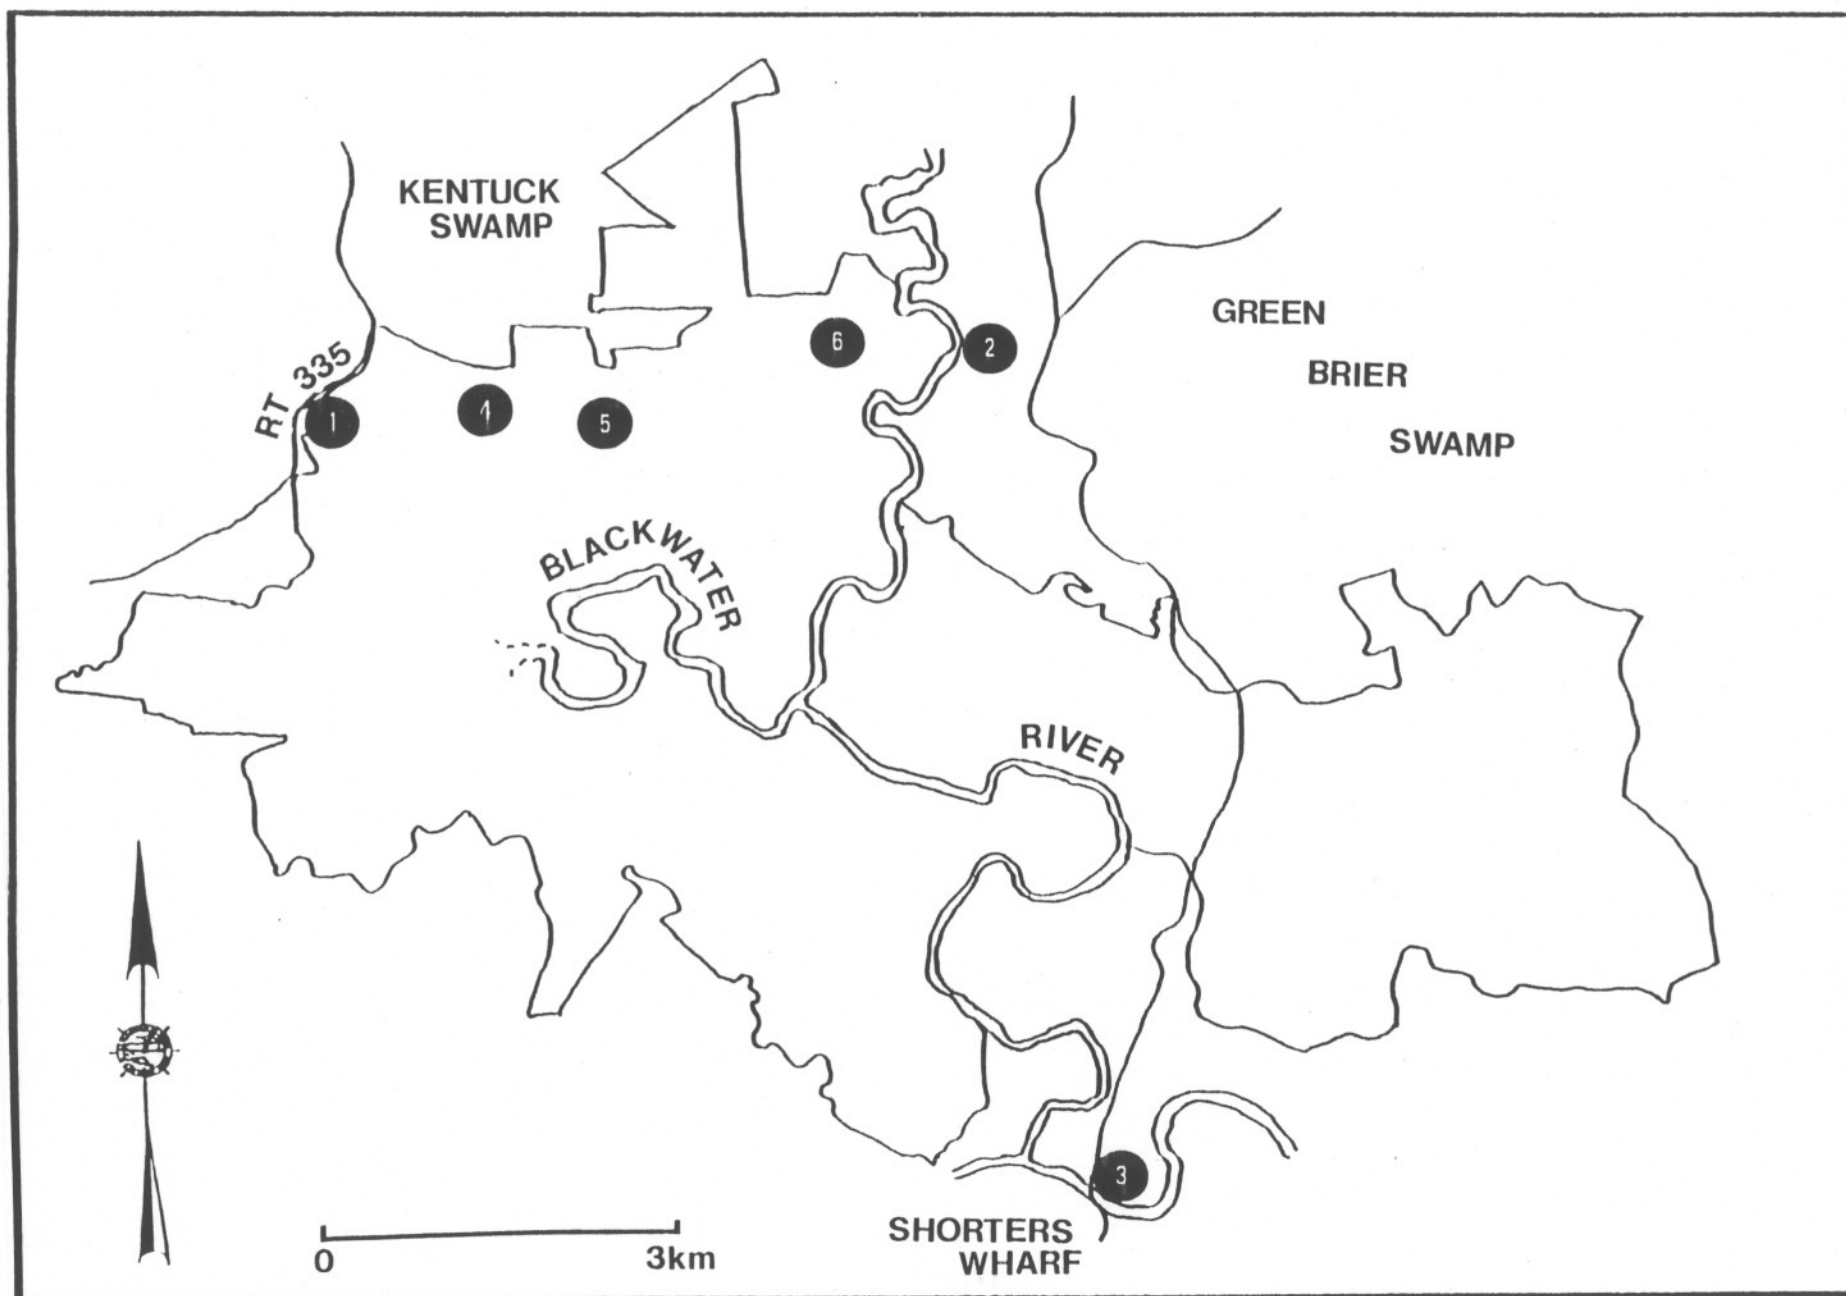 KENTUCK
SWAMP
GREEN
BRIER
SWAMP
RT 335
6
2
1
4
5
BLACKWATER
RIVER
3
SHORTERS
WHARF
0
3km